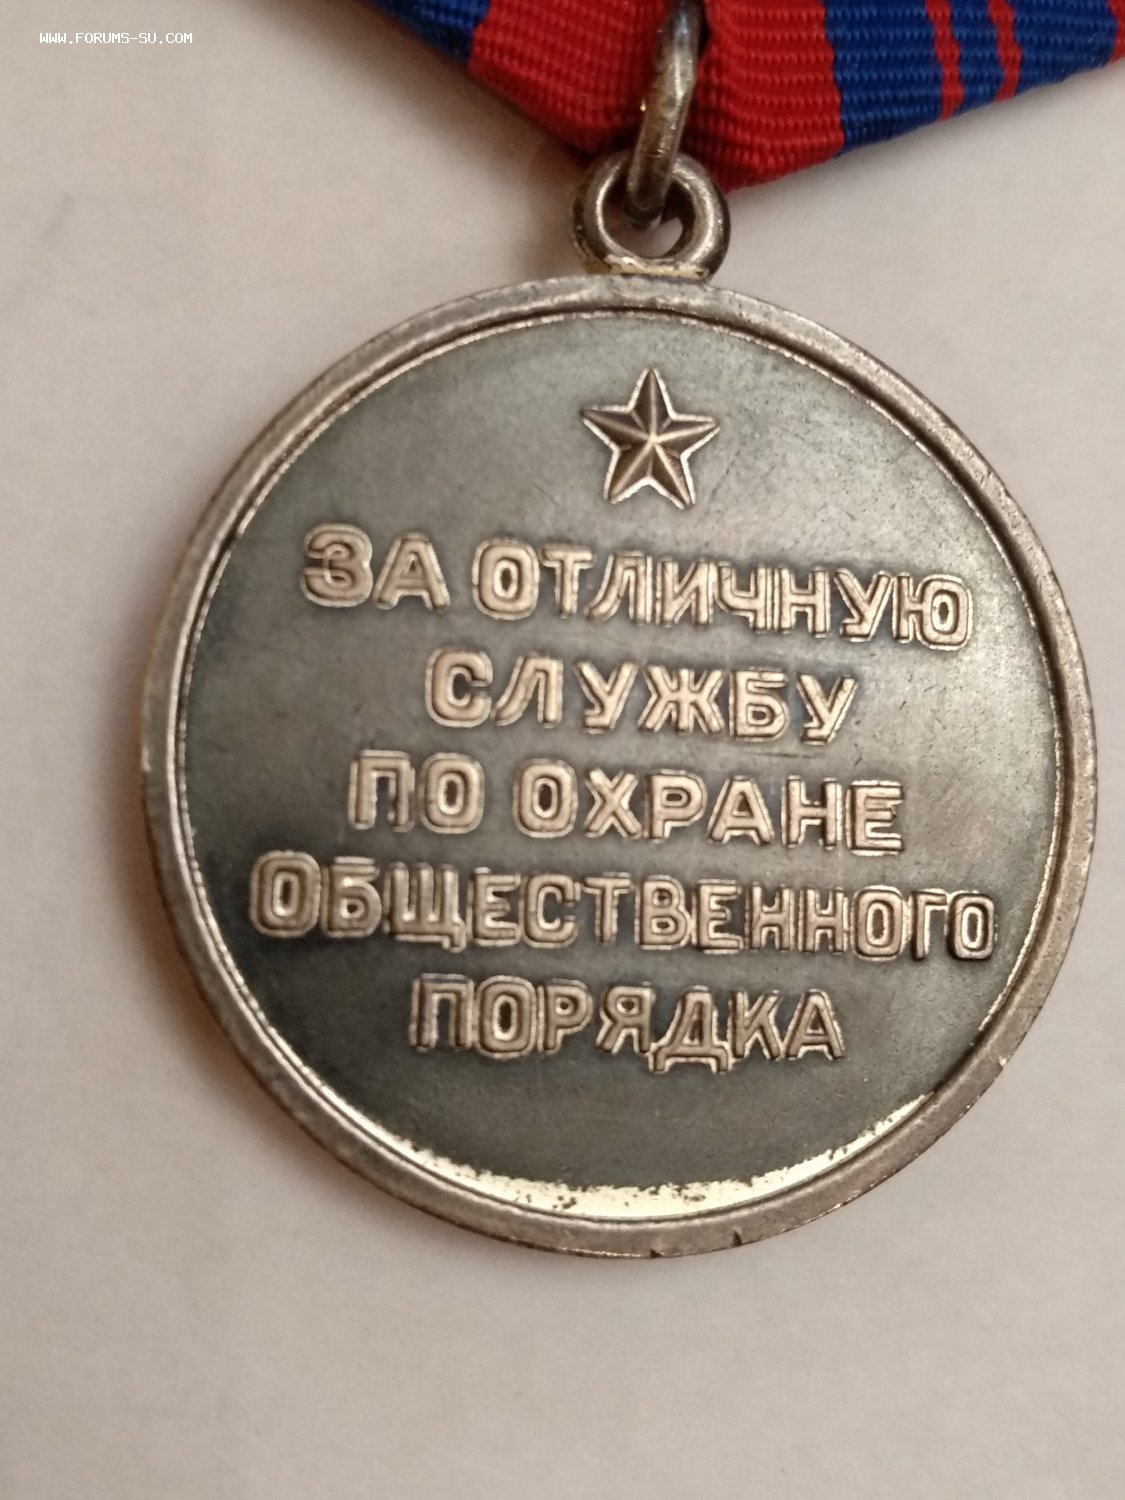 WWW.FORUMS-SU.COM
ЗА ОТЛИЧНУЮ
СЛУЖБУ
ПО ОХРАНЕ
ОБЩЕСТВЕННОГО
ПОРЯДКА